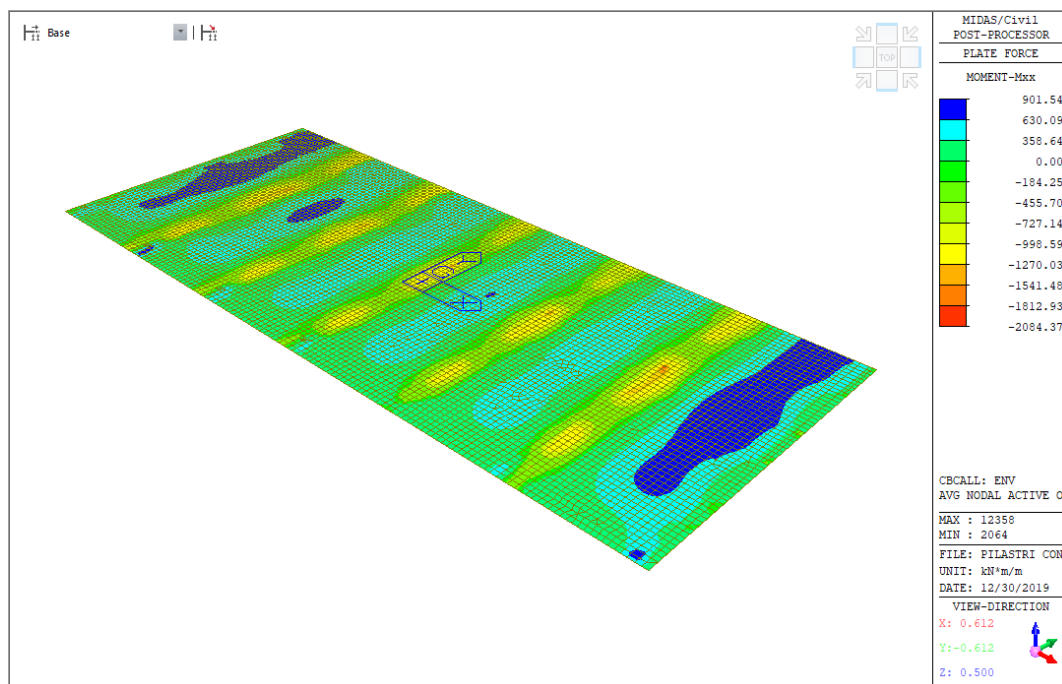 Base
TOP
MIDAS/Civil
POST-PROCESSOR
PLATE FORCE
MOMENT-Mxx
901.54
630.09
358.64
0.00
-184.25
-455.70
-727.14
-998.59
-1270.03
-1541.48
-1812.93
-2084.37
CBCALL: ENV
AVG NODAL ACTIVE O
MAX : 12358
MIN : 2064
FILE: PILASTRI CON
UNIT: kN*m/m
DATE: 12/30/2019
VIEW-DIRECTION
X: 0.612
Y:-0.612
Z: 0.500